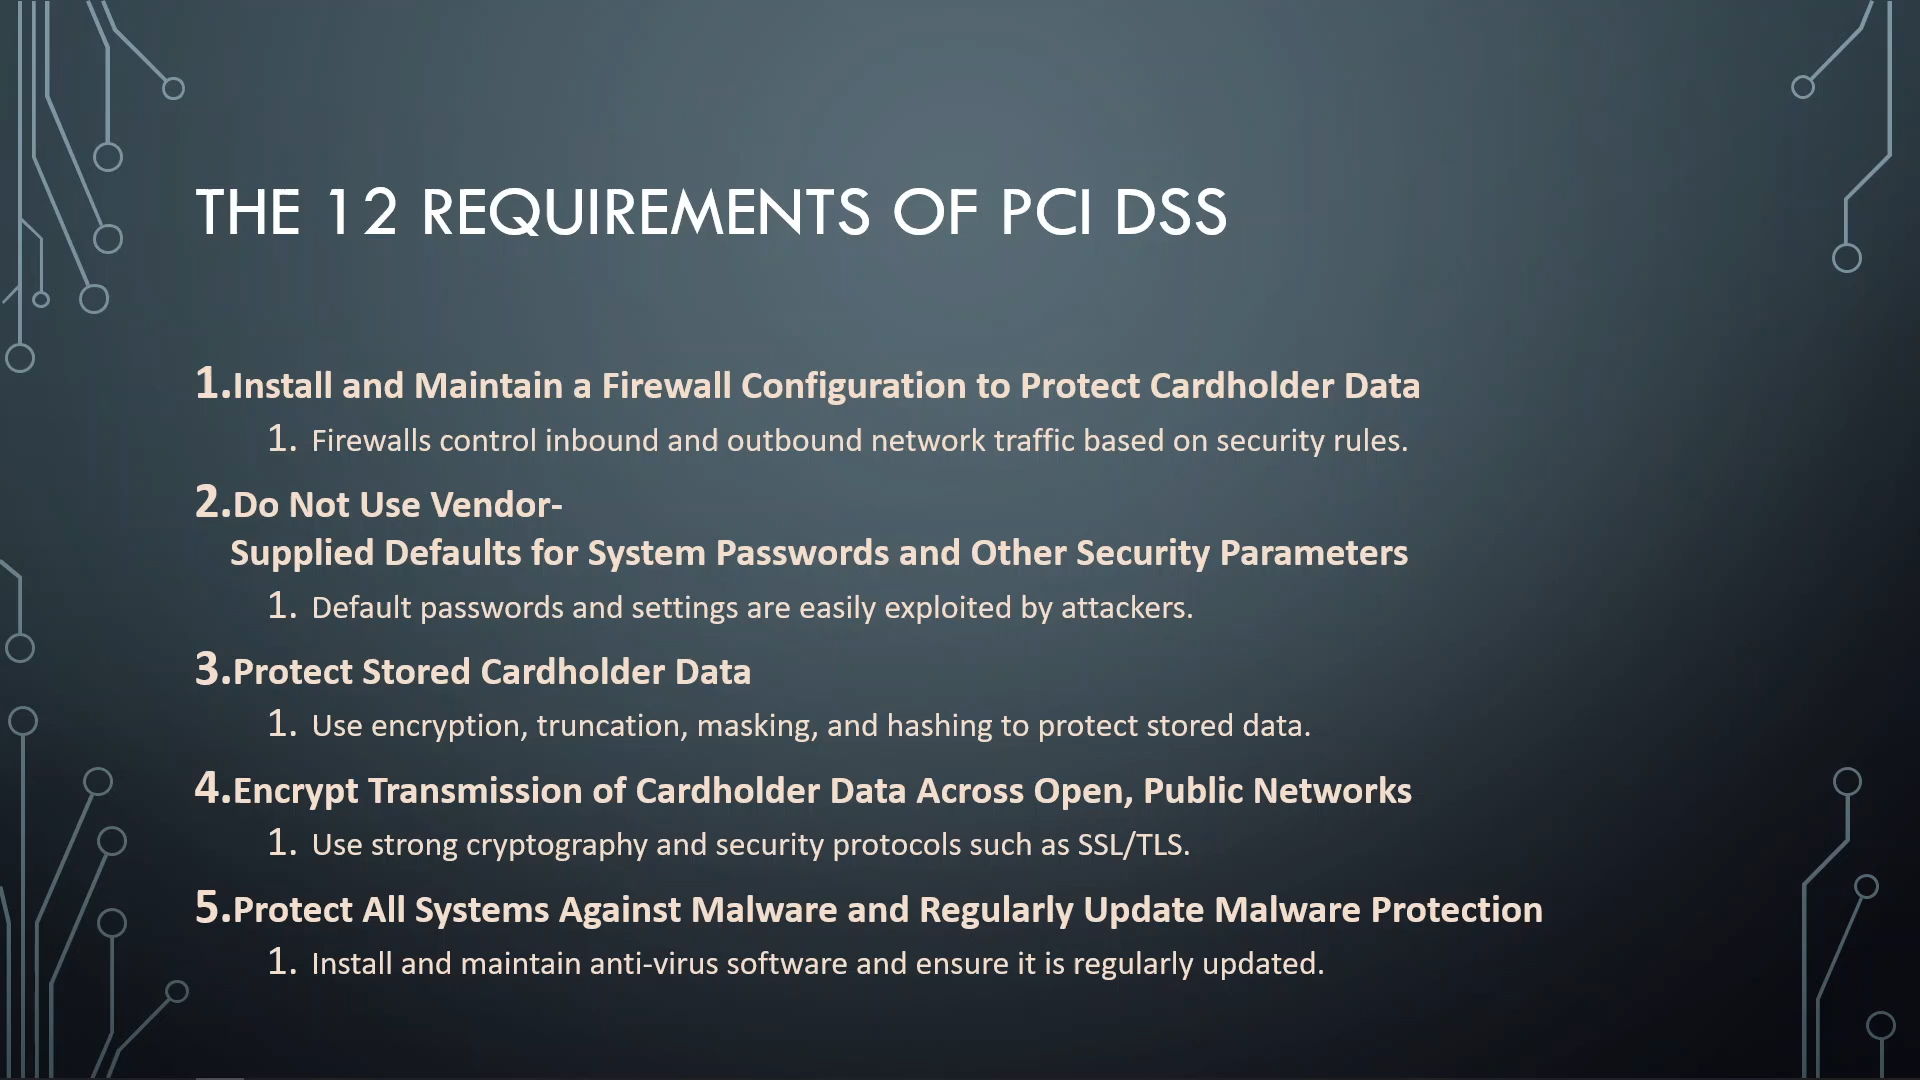 THE 12 REQUIREMENTS OF PCI DSS
1.Install and Maintain a Firewall Configuration to Protect Cardholder Data
1. Firewalls control inbound and outbound network traffic based on security rules.
2.Do Not Use Vendor-
Supplied Defaults for System Passwords and Other Security Parameters
1. Default passwords and settings are easily exploited by attackers.
3.Protect Stored Cardholder Data
1. Use encryption, truncation, masking, and hashing to protect stored data.
4.Encrypt Transmission of Cardholder Data Across Open, Public Networks
1. Use strong cryptography and security protocols such as SSL/TLS.
5.Protect All Systems Against Malware and Regularly Update Malware Protection
1. Install and maintain anti-virus software and ensure it is regularly updated.